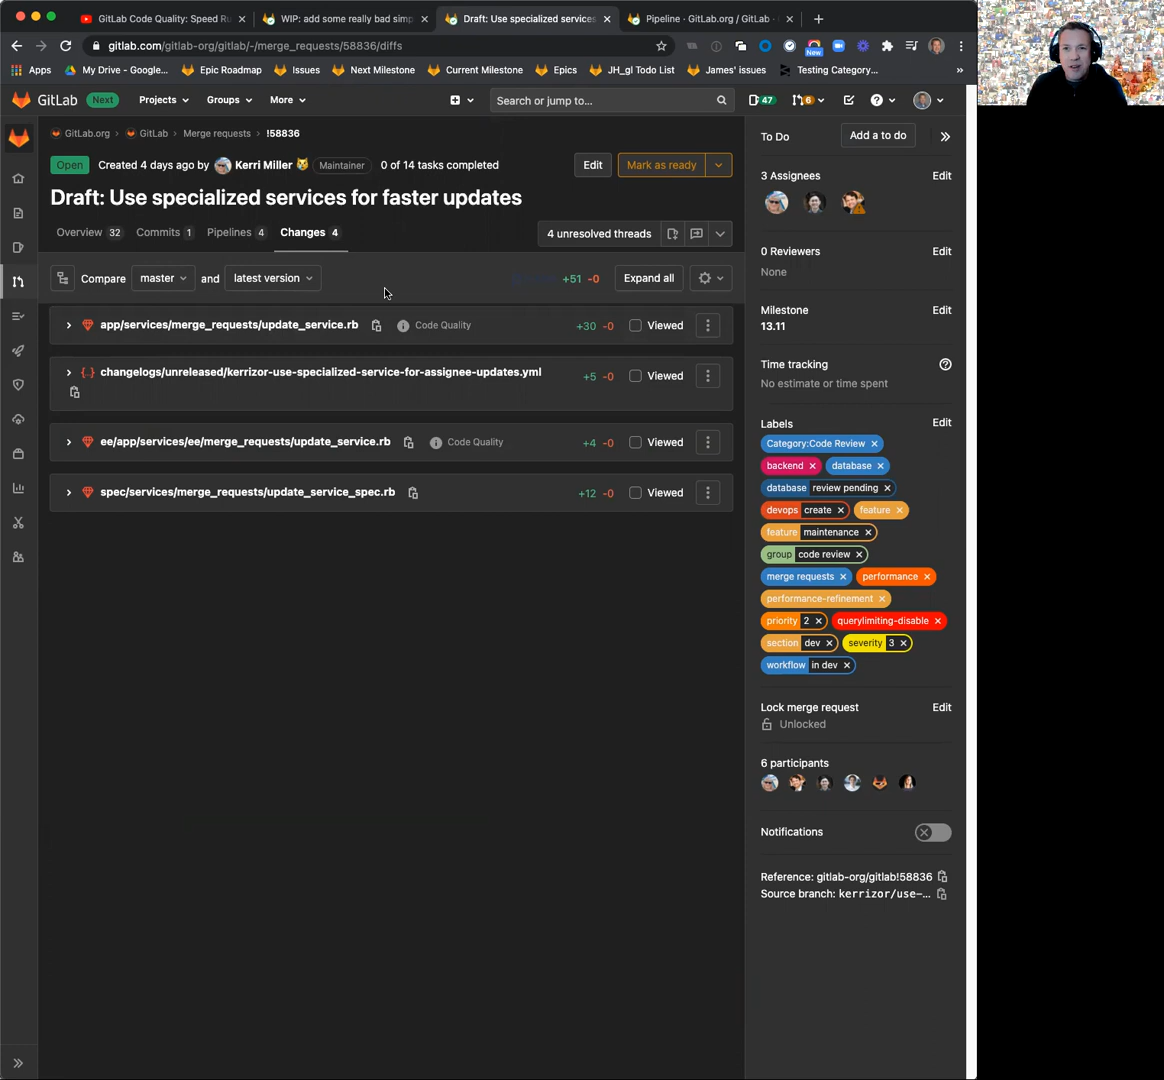 GitLab Code Quality: Speed Ru
WIP: add some really bad simp
Draft: Use specialized services
Pipeline · GitLab.org / GitLab ·
gitlab.com/gitlab-org/gitlab/-/merge_requests/58836/diffs
New
Apps
My Drive - Google...
Epic Roadmap
Issues
Next Milestone
Current Milestone
Epics
JH_gl Todo List
James' issues
Testing Category...
GitLab
Next
Projects
Groups
More
Search or jump to...
47
6
GitLab.org
GitLab
Merge requests
!58836
Open
Created 4 days ago by
Kerri Miller
Maintainer
0 of 14 tasks completed
Edit
Mark as ready
Draft: Use specialized services for faster updates
Overview 32
Commits 1
Pipelines 4
Changes 4
4 unresolved threads
Compare
master
and
latest version
+51 -0
Expand all
app/services/merge_requests/update_service.rb
Code Quality
+30 -0
Viewed
changelogs/unreleased/kerrizor-use-specialized-service-for-assignee-updates.yml
+5 -0
Viewed
ee/app/services/ee/merge_requests/update_service.rb
Code Quality
+4 -0
Viewed
spec/services/merge_requests/update_service_spec.rb
+12 -0
Viewed
To Do
Add a to do
3 Assignees
Edit
0 Reviewers
Edit
None
Milestone
Edit
13.11
Time tracking
No estimate or time spent
Labels
Edit
Category:Code Review
backend
database
database review pending
devops create
feature
feature maintenance
group code review
merge requests
performance
performance-refinement
priority 2
querylimiting-disable
section dev
severity 3
workflow in dev
Lock merge request
Edit
Unlocked
6 participants
Notifications
Reference: gitlab-org/gitlab!58836
Source branch: kerrizor/use-…